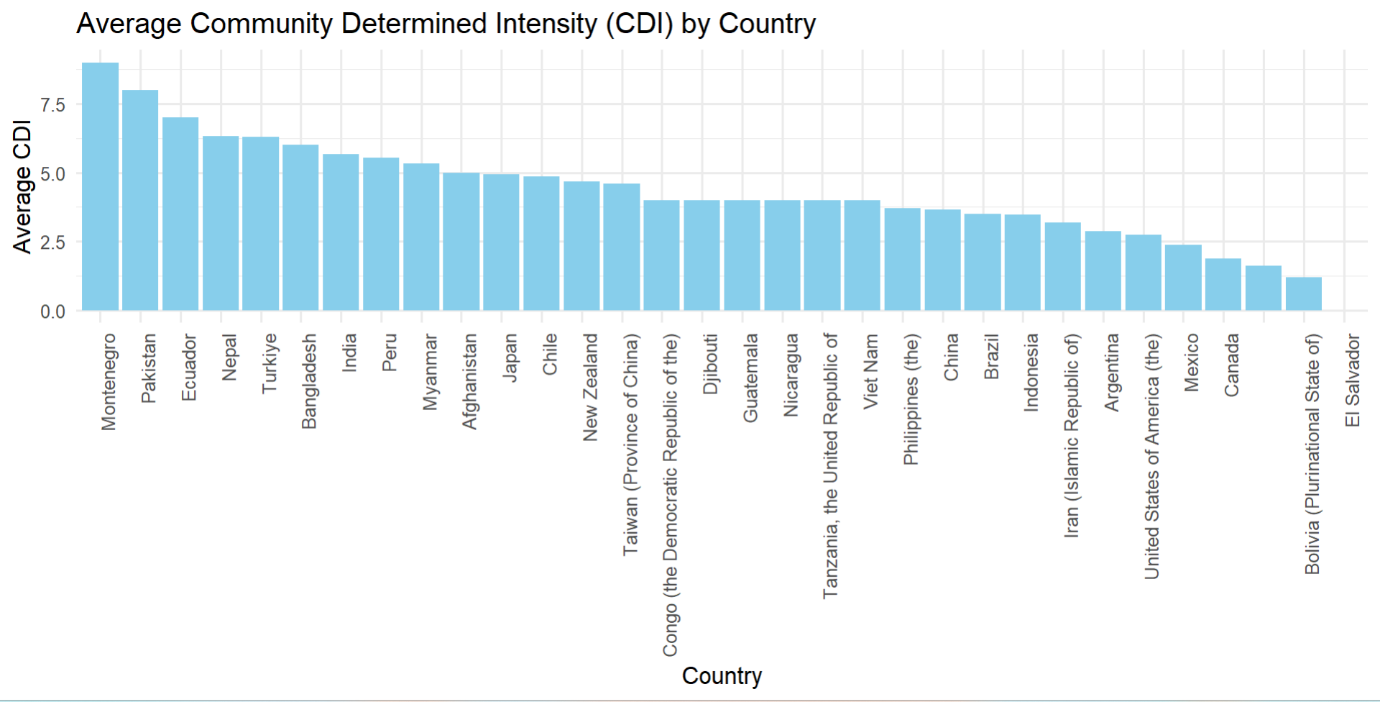 Average Community Determined Intensity (CDI) by Country
Average CDI
7.5
5.0
2.5
0.0
Montenegro
Pakistan
Ecuador
Nepal
Turkiye
Bangladesh
India
Peru
Myanmar
Afghanistan
Japan
Chile
New Zealand
Taiwan (Province of China)
Congo (the Democratic Republic of the)
Djibouti
Guatemala
Nicaragua
Tanzania, the United Republic of
Viet Nam
Philippines (the)
China
Brazil
Indonesia
Iran (Islamic Republic of)
Argentina
United States of America (the)
Mexico
Canada
Bolivia (Plurinational State of)
El Salvador
Country